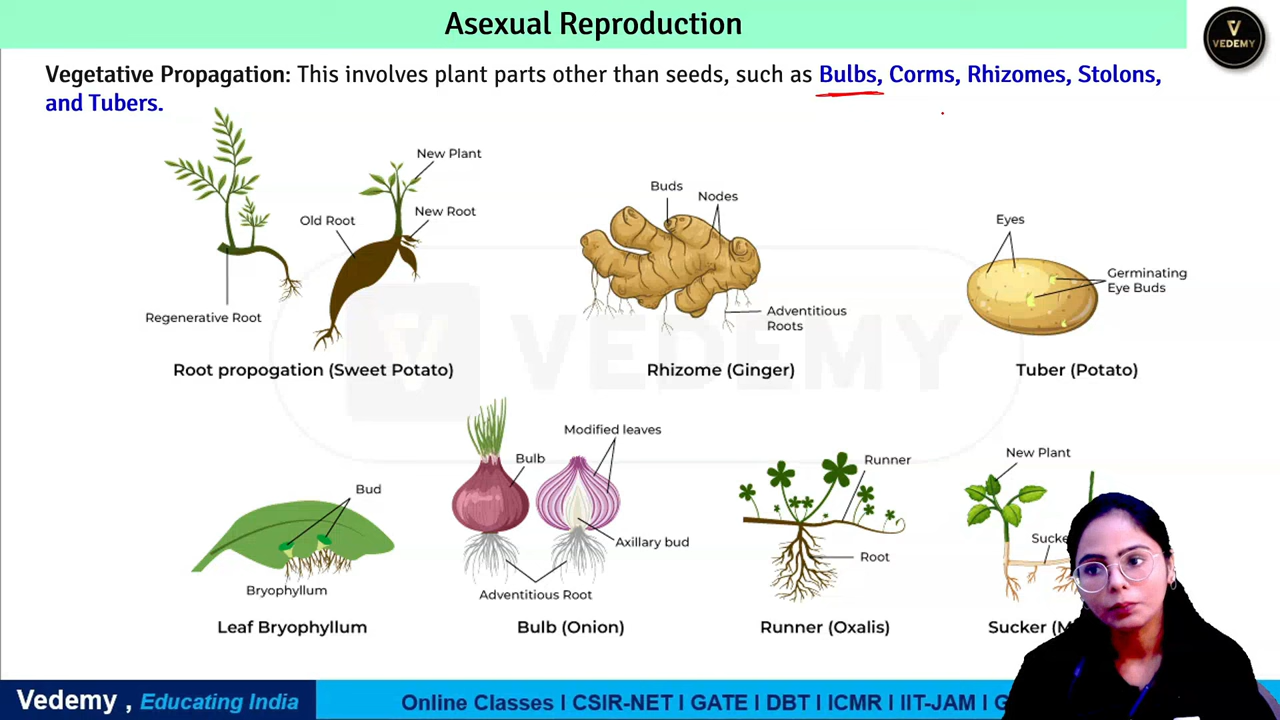 Asexual Reproduction
VEDEMY
Vegetative Propagation: This involves plant parts other than seeds, such as Bulbs, Corms, Rhizomes, Stolons,
and Tubers.
New Plant
Old Root
New Root
Regenerative Root
Root propogation (Sweet Potato)
Buds
Nodes
Adventitious
Roots
Rhizome (Ginger)
Eyes
Germinating
Eye Buds
Tuber (Potato)
VEDEMY
Bud
Bryophyllum
Leaf Bryophyllum
Modified leaves
Bulb
Axillary bud
Adventitious Root
Bulb (Onion)
Runner
Root
Runner (Oxalis)
New Plant
Sucke
Sucker (M
Vedemy , Educating India
Online Classes I CSIR-NET I GATE I DBT I ICMR I IIT-JAM I G